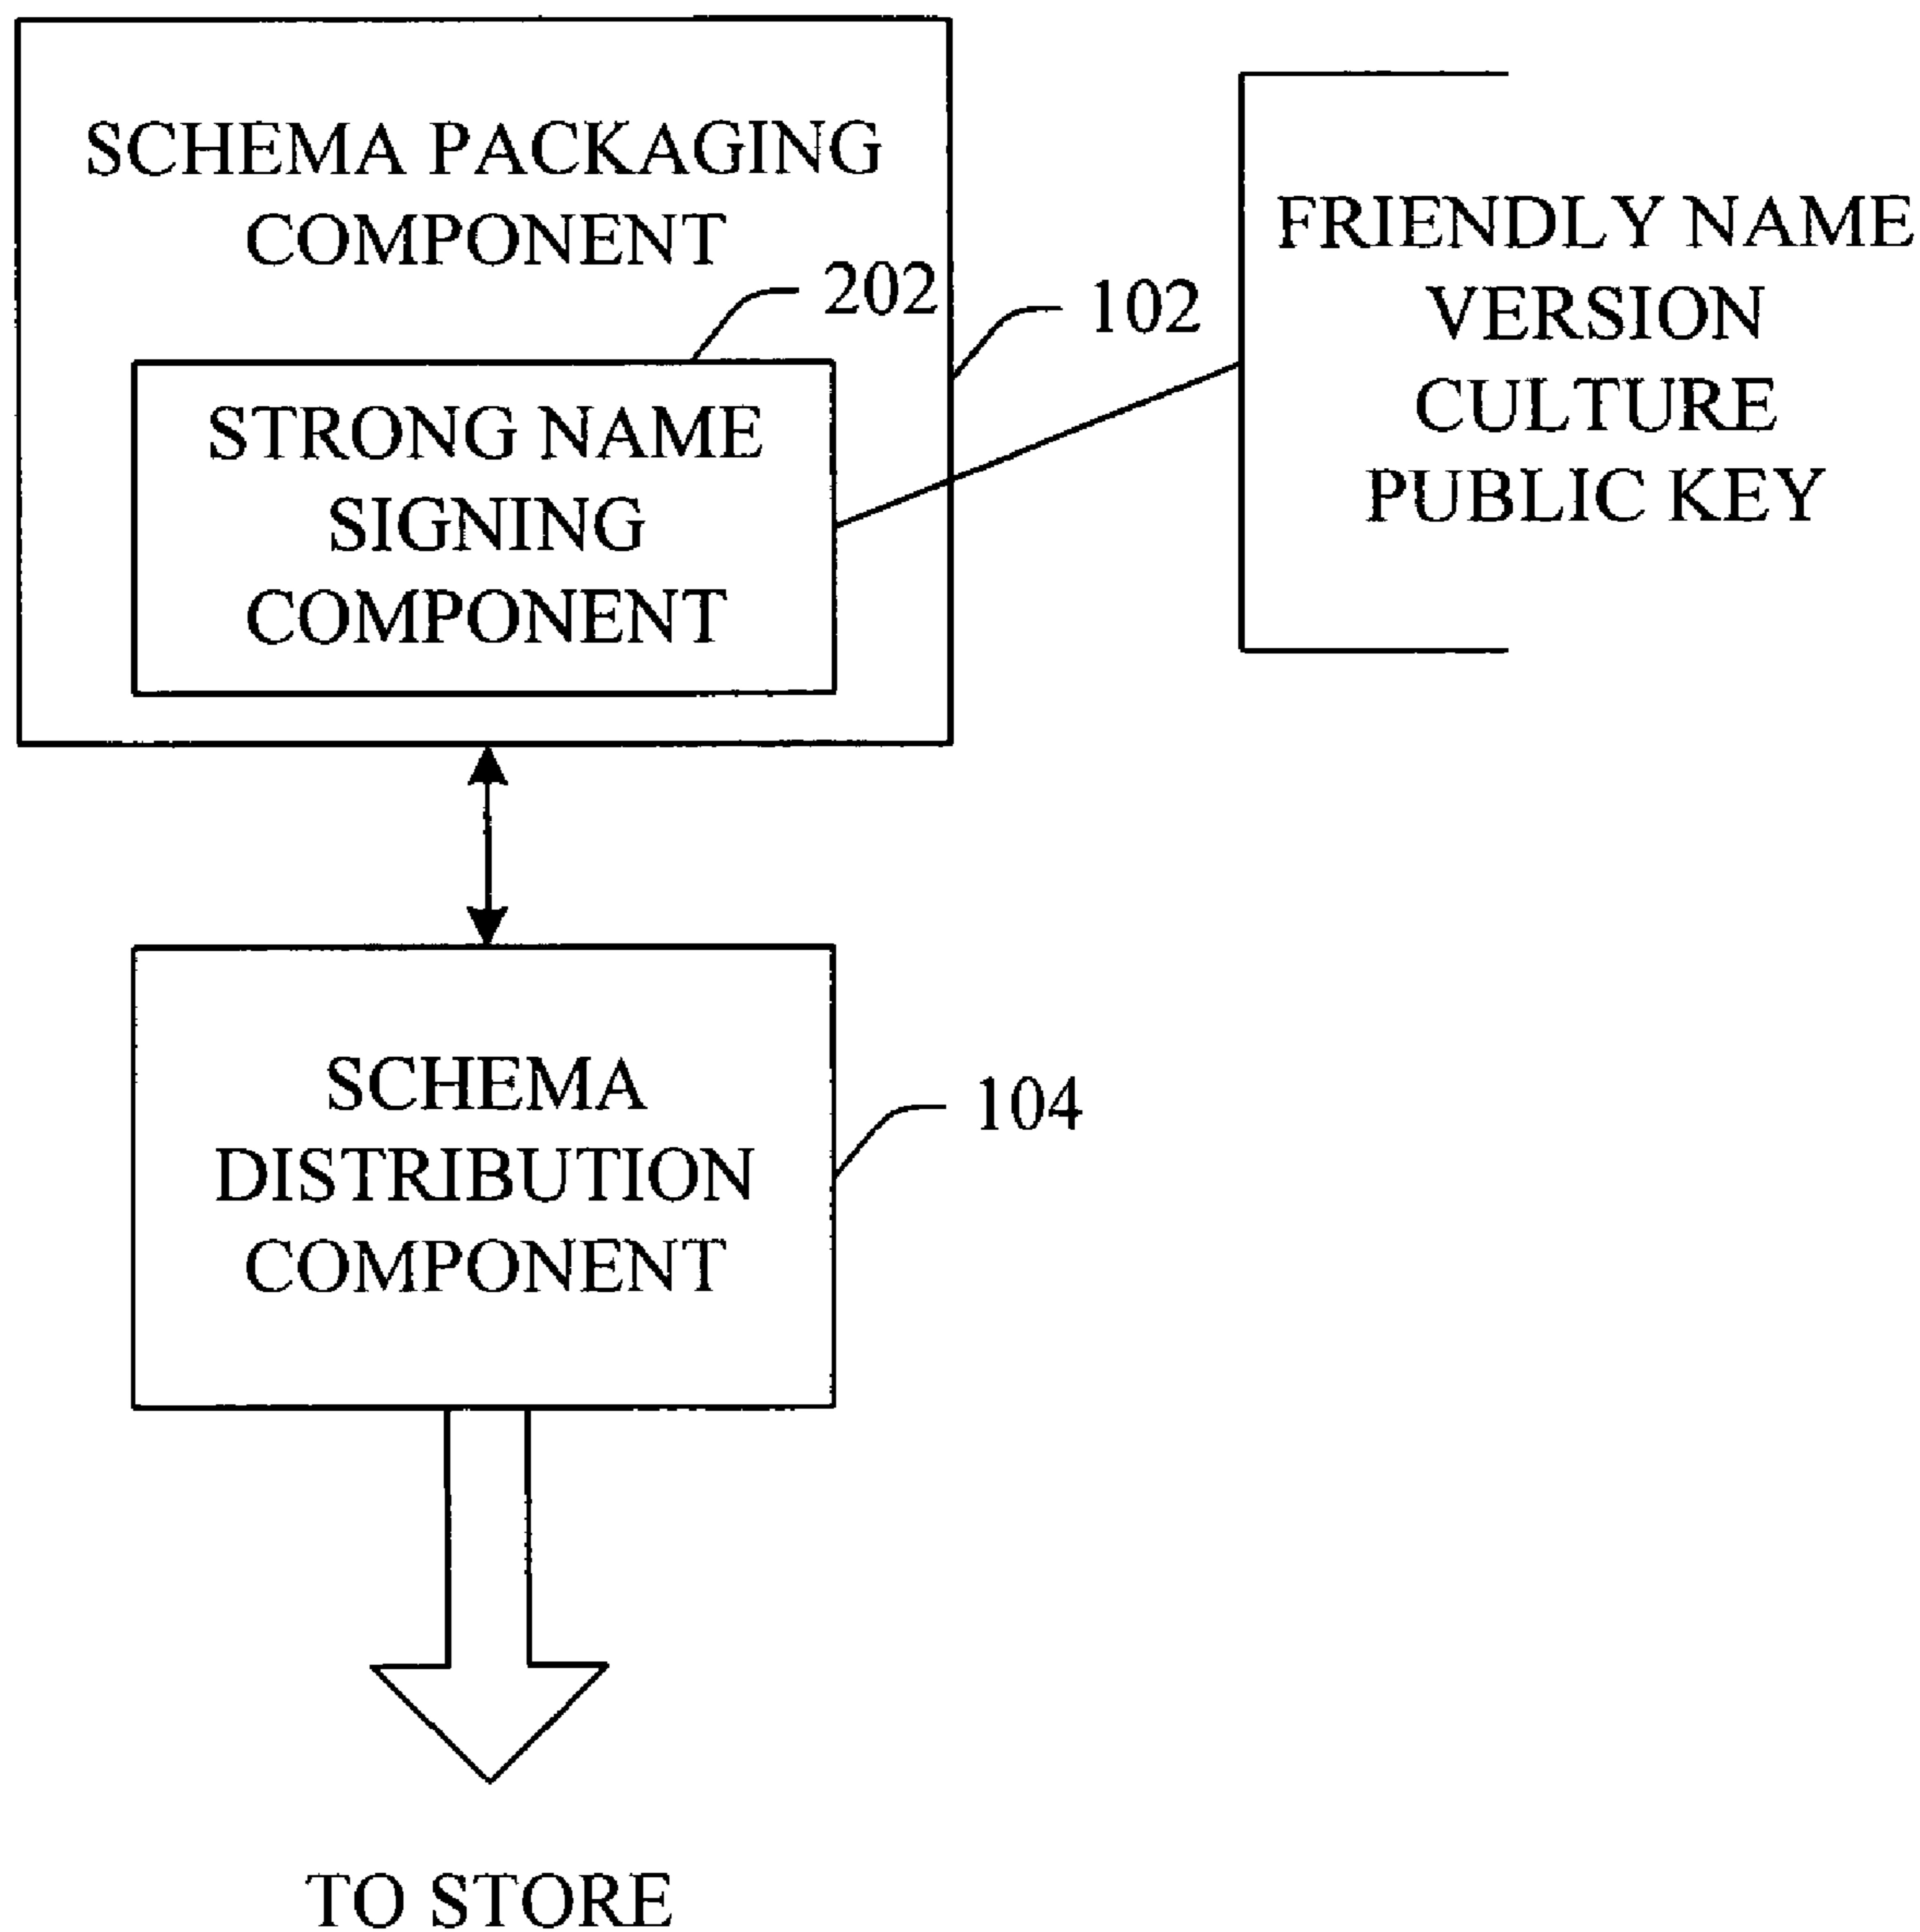 SCHEMA PACKAGING
COMPONENT
202
102
STRONG NAME
SIGNING
COMPONENT
FRIENDLY NAME
VERSION
CULTURE
PUBLIC KEY
SCHEMA
DISTRIBUTION
COMPONENT
104
TO STORE